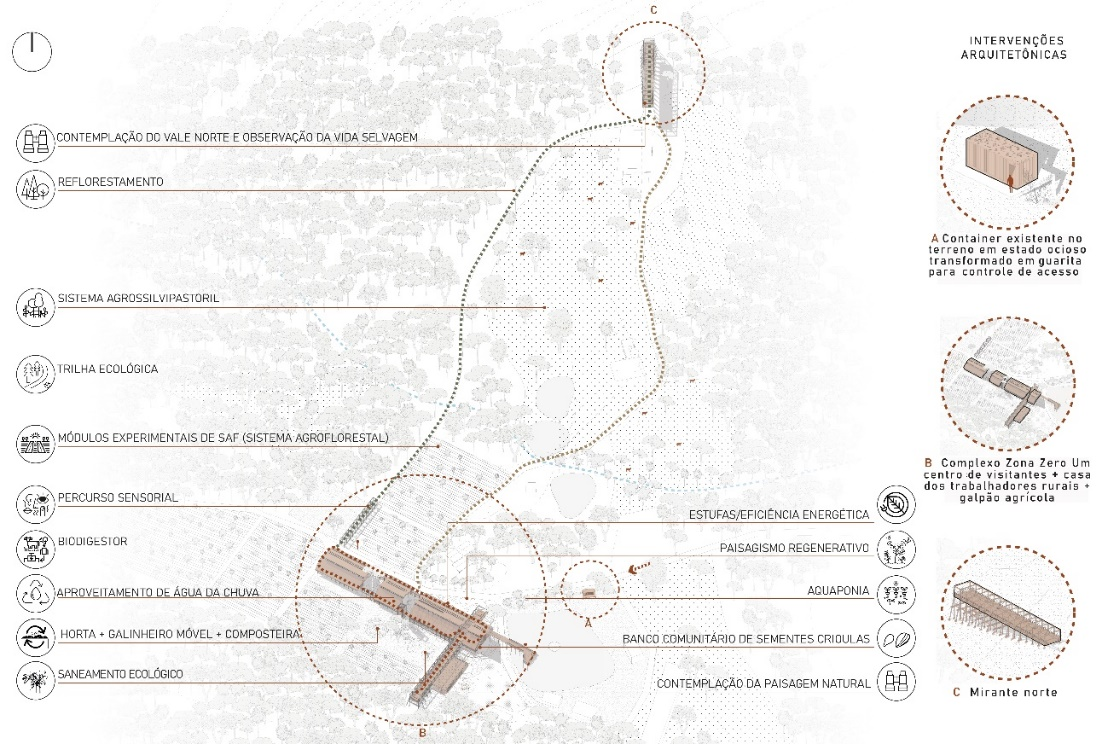 C
INTERVENÇÕES
ARQUITETÔNICAS
CONTEMPLAÇÃO DO VALE NORTE E OBSERVAÇÃO DA VIDA SELVAGEM
REFLORESTAMENTO
SISTEMA AGROSSILVIPASTORIL
TRILHA ECOLÓGICA
MÓDULOS EXPERIMENTAIS DE SAF (SISTEMA AGROFLORESTAL)
PERCURSO SENSORIAL
BIODIGESTOR
APROVEITAMENTO DE ÁGUA DA CHUVA
HORTA + GALINHEIRO MÓVEL + COMPOSTEIRA
SANEAMENTO ECOLÓGICO
ESTUFAS/EFICIÊNCIA ENERGÉTICA
PAISAGISMO REGENERATIVO
AQUAPONIA
BANCO COMUNITÁRIO DE SEMENTES CRIOULAS
CONTEMPLAÇÃO DA PAISAGEM NATURAL
A
B
A Container existente no
terreno em estado ocioso
transformado em guarita
para controle de acesso
B Complexo Zona Zero Um
centro de visitantes + casa
dos trabalhadores rurais +
galpão agrícola
C Mirante norte